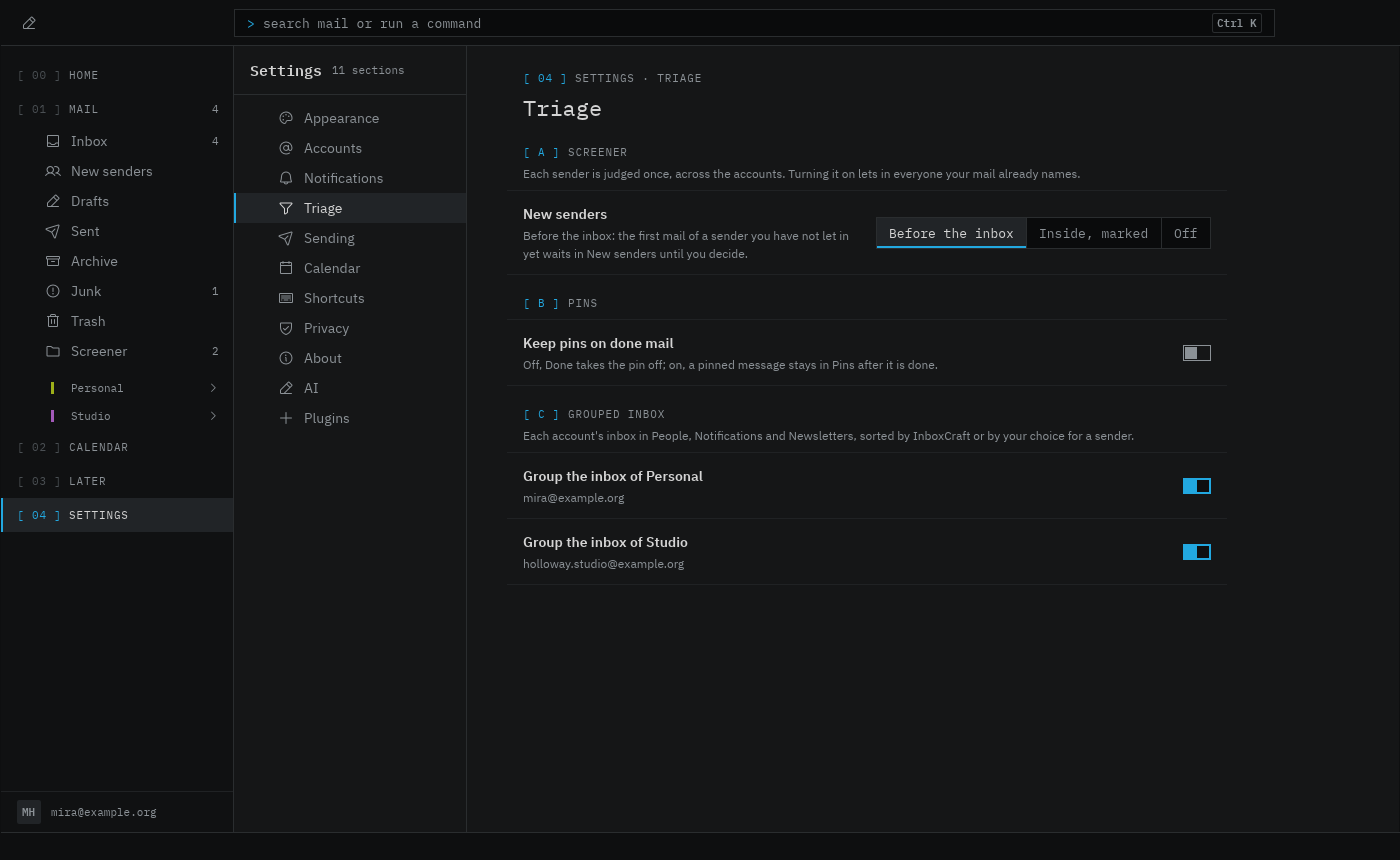 > search mail or run a command Ctrl K
[ 00 ] HOME
[ 01 ] MAIL 4
Inbox 4
New senders
Drafts
Sent
Archive
Junk 1
Trash
Screener 2
Personal
Studio
[ 02 ] CALENDAR
[ 03 ] LATER
[ 04 ] SETTINGS
MH mira@example.org
Settings 11 sections
Appearance
Accounts
Notifications
Triage
Sending
Calendar
Shortcuts
Privacy
About
AI
Plugins
[ 04 ] SETTINGS · TRIAGE
Triage
[ A ] SCREENER
Each sender is judged once, across the accounts. Turning it on lets in everyone your mail already names.
New senders
Before the inbox: the first mail of a sender you have not let in
yet waits in New senders until you decide.
Before the inbox Inside, marked Off
[ B ] PINS
Keep pins on done mail
Off, Done takes the pin off; on, a pinned message stays in Pins after it is done.
[ C ] GROUPED INBOX
Each account's inbox in People, Notifications and Newsletters, sorted by InboxCraft or by your choice for a sender.
Group the inbox of Personal
mira@example.org
Group the inbox of Studio
holloway.studio@example.org